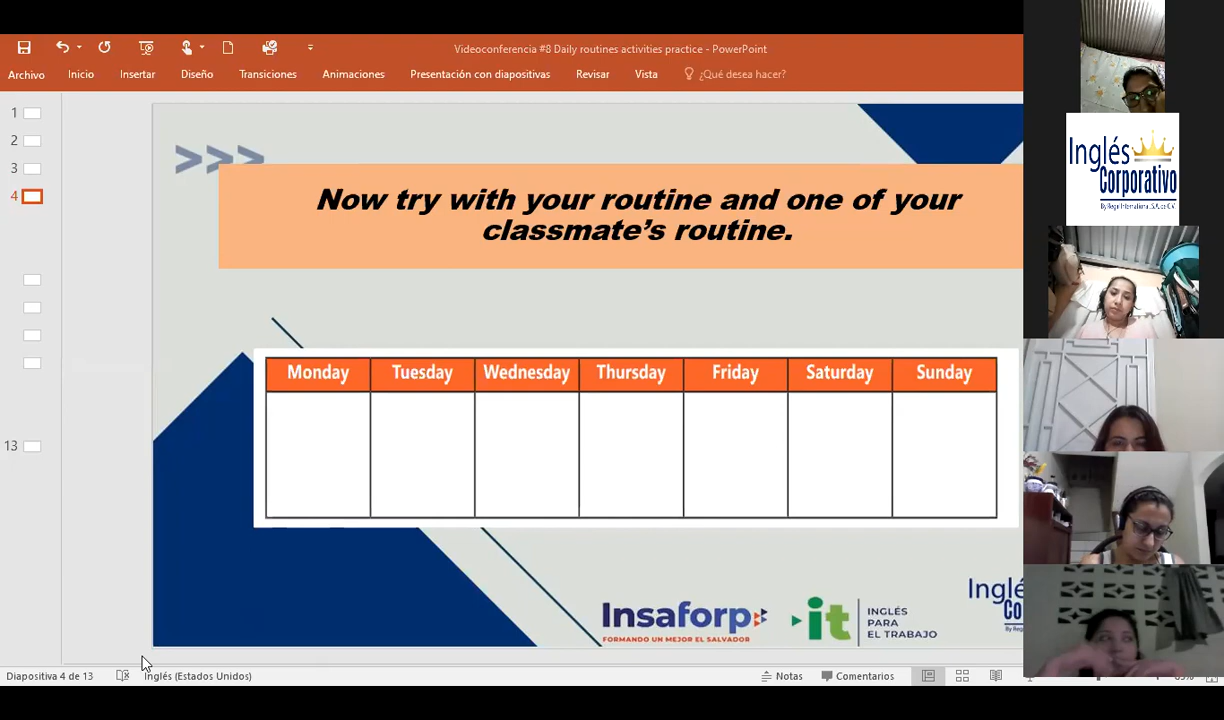 Videoconferencia #8 Daily routines activities practice - PowerPoint
Archivo Inicio Insertar Diseño Transiciones Animaciones Presentación con diapositivas Revisar Vista ¿Qué desea hacer?
1
2
3
4
13
>>>
Now try with your routine and one of your
classmate's routine.
Monday Tuesday Wednesday Thursday Friday Saturday Sunday
Insaforp
FORMANDO UN MEJOR EL SALVADOR
it
INGLÉS
PARA
EL TRABAJO
Inglés
Inglés
Corporativo
Diapositiva 4 de 13 Inglés (Estados Unidos) Notas Comentarios